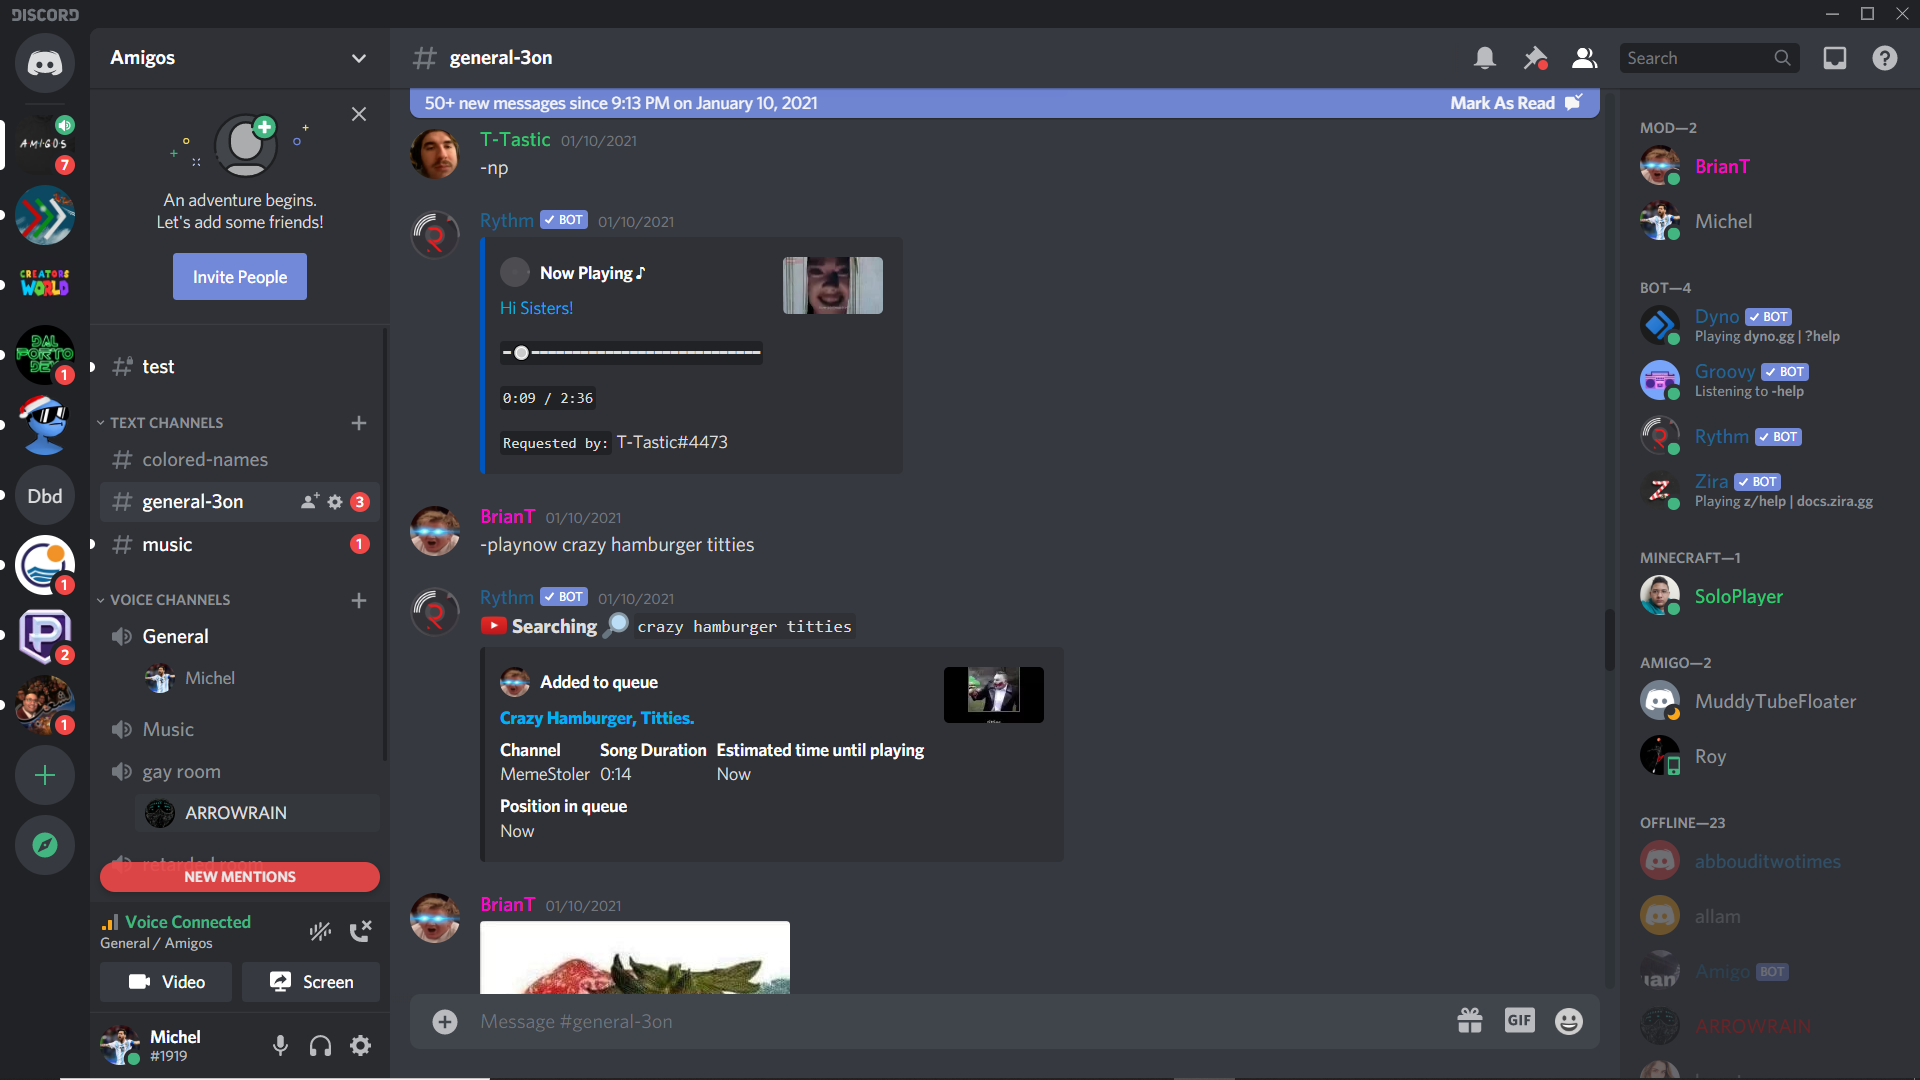 DISCORD
Amigos
general-3on
Search
50+ new messages since 9:13 PM on January 10, 2021
Mark As Read
AMIGOS
7
CREATORS
WORLD
DAL
PORTO
DEV
1
Dbd
1
2
1
An adventure begins.
Let's add some friends!
Invite People
test
TEXT CHANNELS
colored-names
general-3on
3
music
1
VOICE CHANNELS
General
Michel
Music
gay room
ARROWRAIN
retarded room
NEW MENTIONS
Voice Connected
General / Amigos
Video
Screen
Michel
#1919
T-Tastic 01/10/2021
-np
Rythm BOT 01/10/2021
Now Playing ♪
Hi Sisters!
0:09 / 2:36
Requested by: T-Tastic#4473
BrianT 01/10/2021
-playnow crazy hamburger titties
Rythm BOT 01/10/2021
Searching crazy hamburger titties
Added to queue
Crazy Hamburger, Titties.
Channel Song Duration Estimated time until playing
MemeStoler 0:14 Now
Position in queue
Now
BrianT 01/10/2021
Message #general-3on
GIF
MOD—2
BrianT
Michel
BOT—4
Dyno BOT
Playing dyno.gg | ?help
Groovy BOT
Listening to -help
Rythm BOT
Zira BOT
Playing z/help | docs.zira.gg
MINECRAFT—1
SoloPlayer
AMIGO—2
MuddyTubeFloater
Roy
OFFLINE—23
abbouditwotimes
allam
Amigo BOT
ARROWRAIN